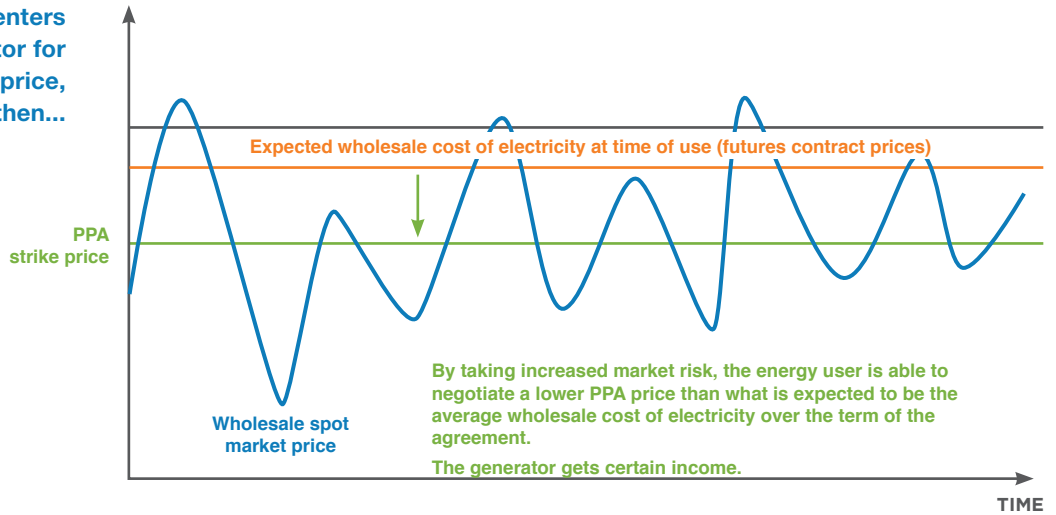 enters
tor for
price,
then...
Expected wholesale cost of electricity at time of use (futures contract prices)
PPA
strike price
By taking increased market risk, the energy user is able to
negotiate a lower PPA price than what is expected to be the
average wholesale cost of electricity over the term of the
agreement.
Wholesale spot
market price
The generator gets certain income.
TIME